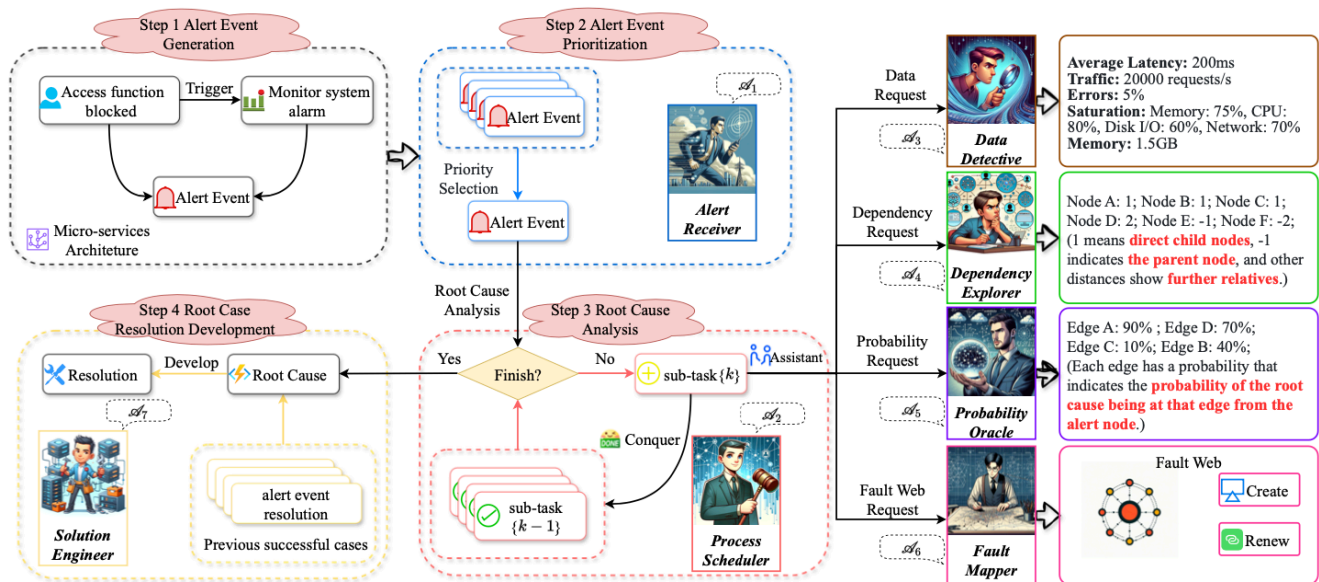 Step 1 Alert Event
Generation
Access function
blocked
Trigger
Monitor system
alarm
Alert Event
Micro-services
Architeture
Step 2 Alert Event
Prioritization
Alert Event
Priority
Selection
Alert Event
𝒜1
Alert
Receiver
Root Cause
Analysis
Step 3 Root Cause
Analysis
Finish?
Yes
No
sub-task{k}
Assistant
𝒜2
Conquer
DONE
sub-task
{k − 1}
Process
Scheduler
Step 4 Root Case
Resolution Development
Resolution
Develop
Root Cause
𝒜7
Solution
Engineer
alert event
resolution
Previous successful cases
Data
Request
𝒜3
Data
Detective
Average Latency: 200ms
Traffic: 20000 requests/s
Errors: 5%
Saturation: Memory: 75%, CPU:
80%, Disk I/O: 60%, Network: 70%
Memory: 1.5GB
Dependency
Request
𝒜4
Dependency
Explorer
Node A: 1; Node B: 1; Node C: 1;
Node D: 2; Node E: -1; Node F: -2;
(1 means direct child nodes, -1
indicates the parent node, and other
distances show further relatives.)
Probability
Request
𝒜5
Probability
Oracle
Edge A: 90% ; Edge D: 70%;
Edge C: 10%; Edge B: 40%;
(Each edge has a probability that
indicates the probability of the root
cause being at that edge from the
alert node.)
Fault Web
Request
𝒜6
Fault
Mapper
Fault Web
Create
Renew